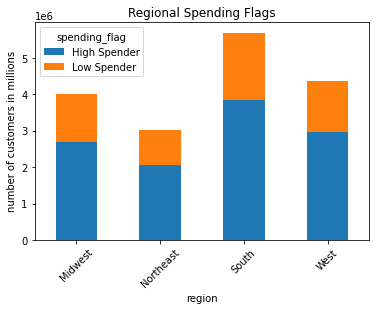 Regional Spending Flags
1e6
spending_flag
High Spender
Low Spender
number of customers in millions
5
4
3
2
1
0
Midwest
Northeast
South
West
region